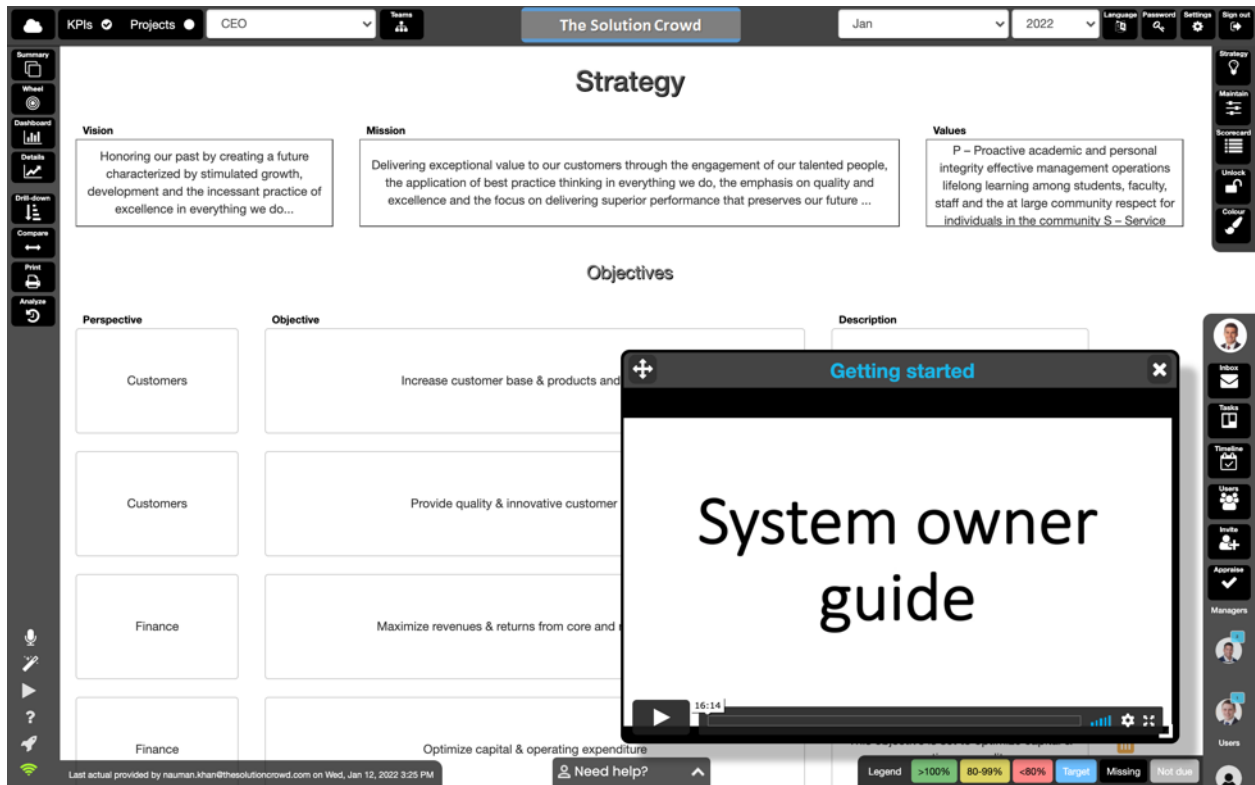 KPIs Projects CEO Teams The Solution Crowd Jan 2022 Language Password Settings Sign out
Summary
Wheel
Dashboard
Details
Drill-down
Compare
Print
Analyze
Strategy
Maintain
Scorecard
Unlock
Colour
Strategy
Vision
Honoring our past by creating a future
characterized by stimulated growth,
development and the incessant practice of
excellence in everything we do...
Mission
Delivering exceptional value to our customers through the engagement of our talented people,
the application of best practice thinking in everything we do, the emphasis on quality and
excellence and the focus on delivering superior performance that preserves our future ...
Values
P – Proactive academic and personal
integrity effective management operations
lifelong learning among students, faculty,
staff and the at large community respect for
individuals in the community S – Service
Objectives
Perspective Objective Description
Customers Increase customer base & products and
Customers Provide quality & innovative customer
Finance Maximize revenues & returns from core and
Finance Optimize capital & operating expenditure
Getting started
System owner
guide
16:14
Inbox
Tasks
Timeline
Users
Invite
Appraise
Managers
Users
?
Last actual provided by nauman.khan@thesolutioncrowd.com on Wed, Jan 12, 2022 3:25 PM
Need help?
Legend >100% 80-99% <80% Target Missing Not due